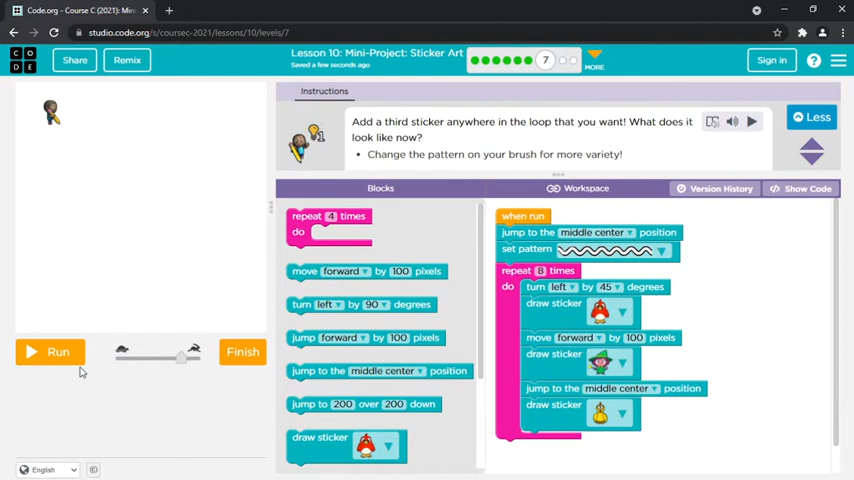 Code.org - Course C (2021): Mini
studio.code.org/coursec-2021/lessons/10/levels/7
C O
D E
Share
Remix
Lesson 10: Mini-Project: Sticker Art
Saved a few seconds ago
7
MORE
Sign in
?
Instructions
1
Add a third sticker anywhere in the loop that you want! What does it
look like now?
• Change the pattern on your brush for more variety!
Less
Blocks
Workspace
Version History
Show Code
repeat 4 times
do
move forward by 100 pixels
turn left by 90 degrees
jump forward by 100 pixels
jump to the middle center position
jump to 200 over 200 down
draw sticker
when run
jump to the middle center position
set pattern
repeat 8 times
do
turn left by 45 degrees
draw sticker
move forward by 100 pixels
draw sticker
jump to the middle center position
draw sticker
Run
Finish
English
©